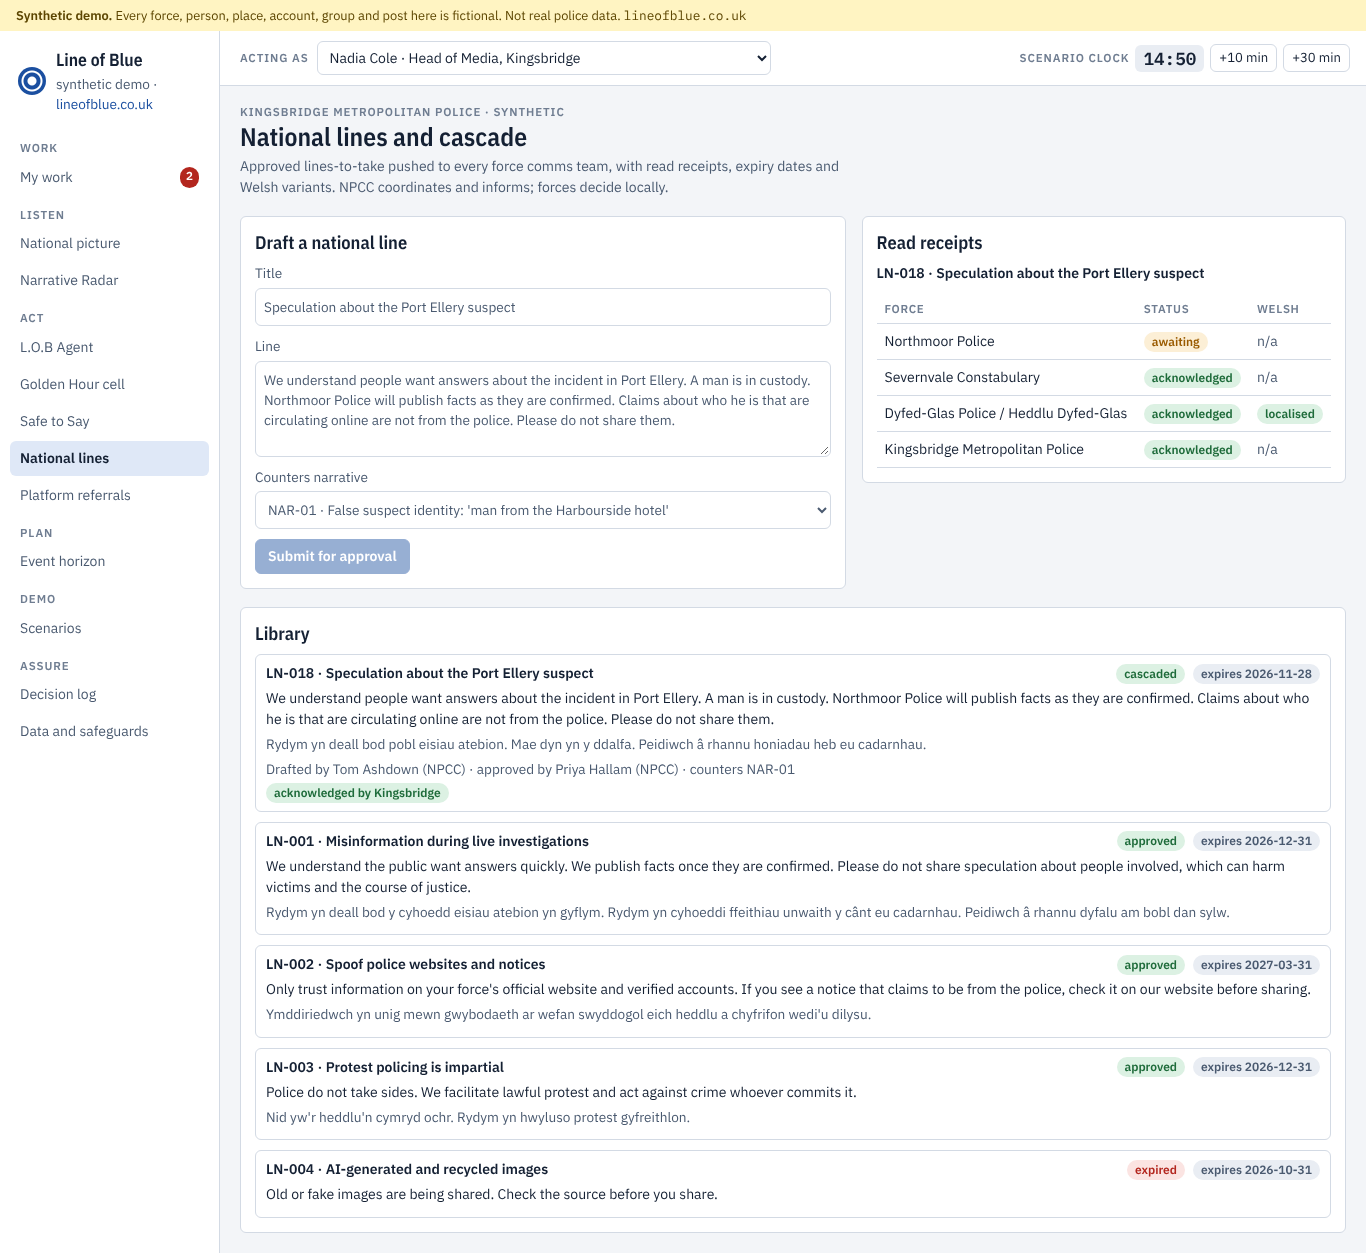 Synthetic demo. Every force, person, place, account, group and post here is fictional. Not real police data. lineofblue.co.uk
Line of Blue
synthetic demo ·
lineofblue.co.uk
WORK
My work
2
LISTEN
National picture
Narrative Radar
ACT
L.O.B Agent
Golden Hour cell
Safe to Say
National lines
Platform referrals
PLAN
Event horizon
DEMO
Scenarios
ASSURE
Decision log
Data and safeguards
ACTING AS
Nadia Cole · Head of Media, Kingsbridge
SCENARIO CLOCK
14:50
+10 min
+30 min
KINGSBRIDGE METROPOLITAN POLICE · SYNTHETIC
National lines and cascade
Approved lines-to-take pushed to every force comms team, with read receipts, expiry dates and
Welsh variants. NPCC coordinates and informs; forces decide locally.
Draft a national line
Title
Speculation about the Port Ellery suspect
Line
We understand people want answers about the incident in Port Ellery. A man is in custody.
Northmoor Police will publish facts as they are confirmed. Claims about who he is that are
circulating online are not from the police. Please do not share them.
Counters narrative
NAR-01 · False suspect identity: 'man from the Harbourside hotel'
Submit for approval
Read receipts
LN-018 · Speculation about the Port Ellery suspect
FORCE STATUS WELSH
Northmoor Police awaiting n/a
Severnvale Constabulary acknowledged n/a
Dyfed-Glas Police / Heddlu Dyfed-Glas acknowledged localised
Kingsbridge Metropolitan Police acknowledged n/a
Library
LN-018 · Speculation about the Port Ellery suspect cascaded expires 2026-11-28
We understand people want answers about the incident in Port Ellery. A man is in custody. Northmoor Police will publish facts as they are confirmed. Claims about who
he is that are circulating online are not from the police. Please do not share them.
Rydym yn deall bod pobl eisiau atebion. Mae dyn yn y ddalfa. Peidiwch â rhannu honiadau heb eu cadarnhau.
Drafted by Tom Ashdown (NPCC) · approved by Priya Hallam (NPCC) · counters NAR-01
acknowledged by Kingsbridge
LN-001 · Misinformation during live investigations approved expires 2026-12-31
We understand the public want answers quickly. We publish facts once they are confirmed. Please do not share speculation about people involved, which can harm
victims and the course of justice.
Rydym yn deall bod y cyhoedd eisiau atebion yn gyflym. Rydym yn cyhoeddi ffeithiau unwaith y cânt eu cadarnhau. Peidiwch â rhannu dyfalu am bobl dan sylw.
LN-002 · Spoof police websites and notices approved expires 2027-03-31
Only trust information on your force's official website and verified accounts. If you see a notice that claims to be from the police, check it on our website before sharing.
Ymddiriedwch yn unig mewn gwybodaeth ar wefan swyddogol eich heddlu a chyfrifon wedi'u dilysu.
LN-003 · Protest policing is impartial approved expires 2026-12-31
Police do not take sides. We facilitate lawful protest and act against crime whoever commits it.
Nid yw'r heddlu'n cymryd ochr. Rydym yn hwyluso protest gyfreithlon.
LN-004 · AI-generated and recycled images expired expires 2026-10-31
Old or fake images are being shared. Check the source before you share.